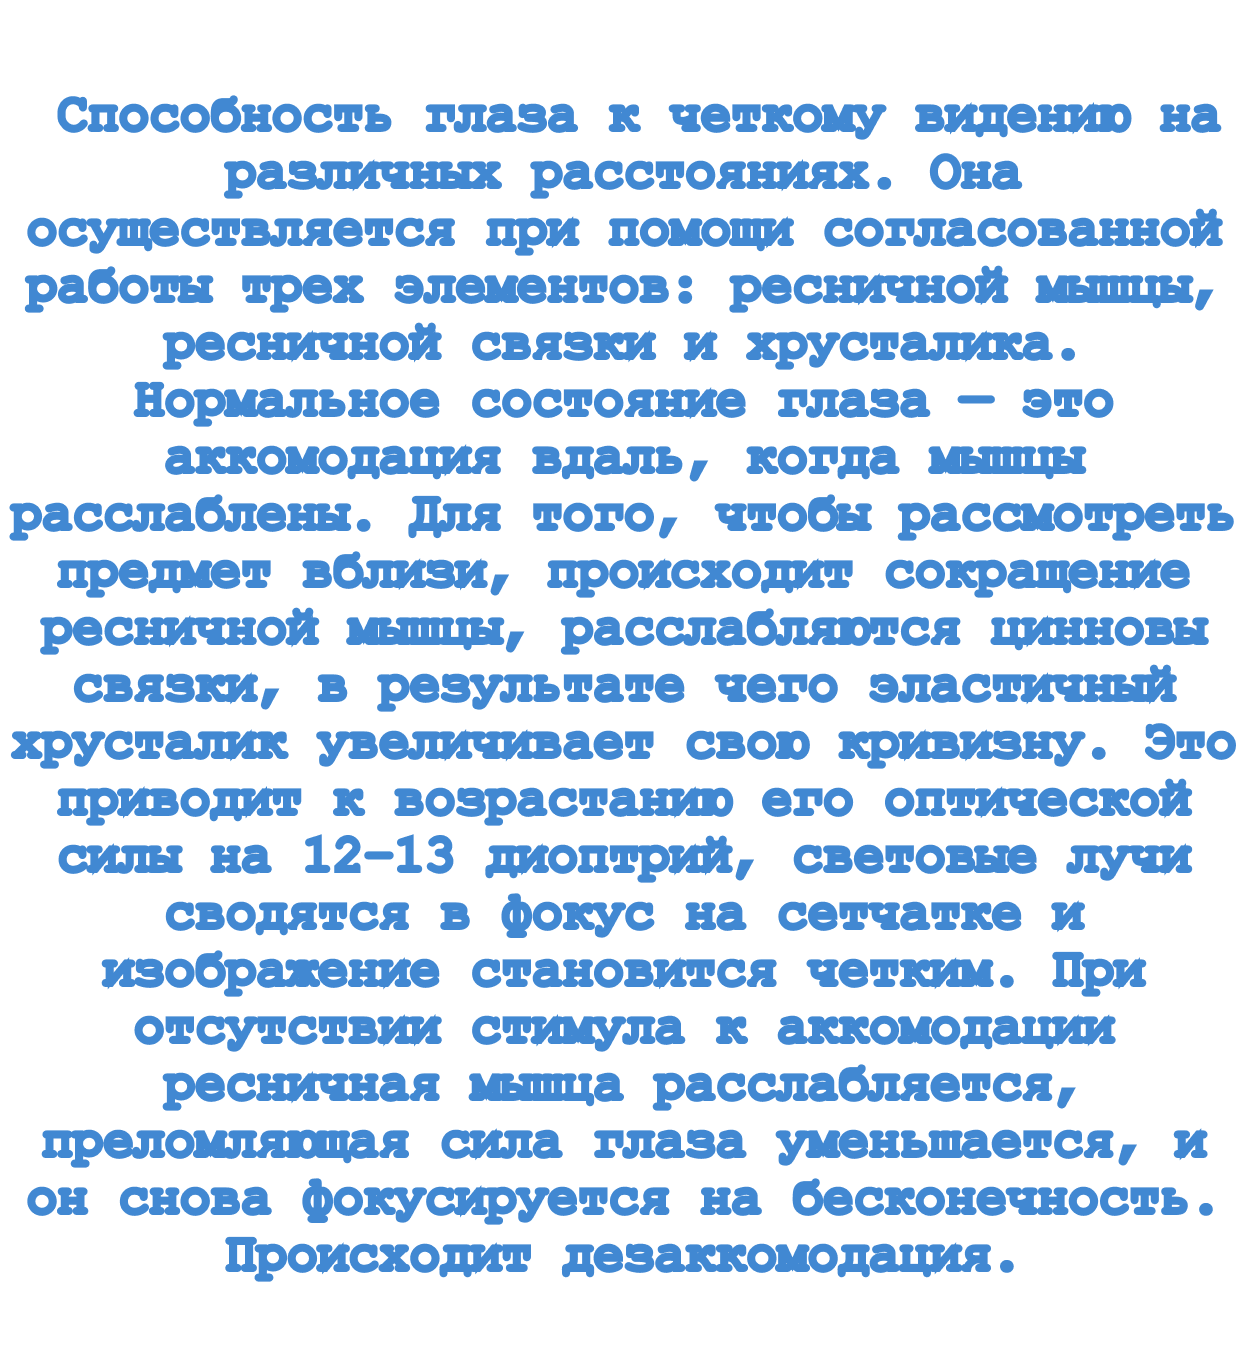 Способность глаза к четкому видению на
различных расстояниях. Она
осуществляется при помощи согласованной
работы трех элементов: ресничной мышцы,
ресничной связки и хрусталика.
Нормальное состояние глаза — это
аккомодация вдаль, когда мышцы
расслаблены. Для того, чтобы рассмотреть
предмет вблизи, происходит сокращение
ресничной мышцы, расслабляются цинновы
связки, в результате чего эластичный
хрусталик увеличивает свою кривизну. Это
приводит к возрастанию его оптической
силы на 12-13 диоптрий, световые лучи
сводятся в фокус на сетчатке и
изображение становится четким. При
отсутствии стимула к аккомодации
ресничная мышца расслабляется,
преломляющая сила глаза уменьшается, и
он снова фокусируется на бесконечность.
Происходит дезаккомодация.